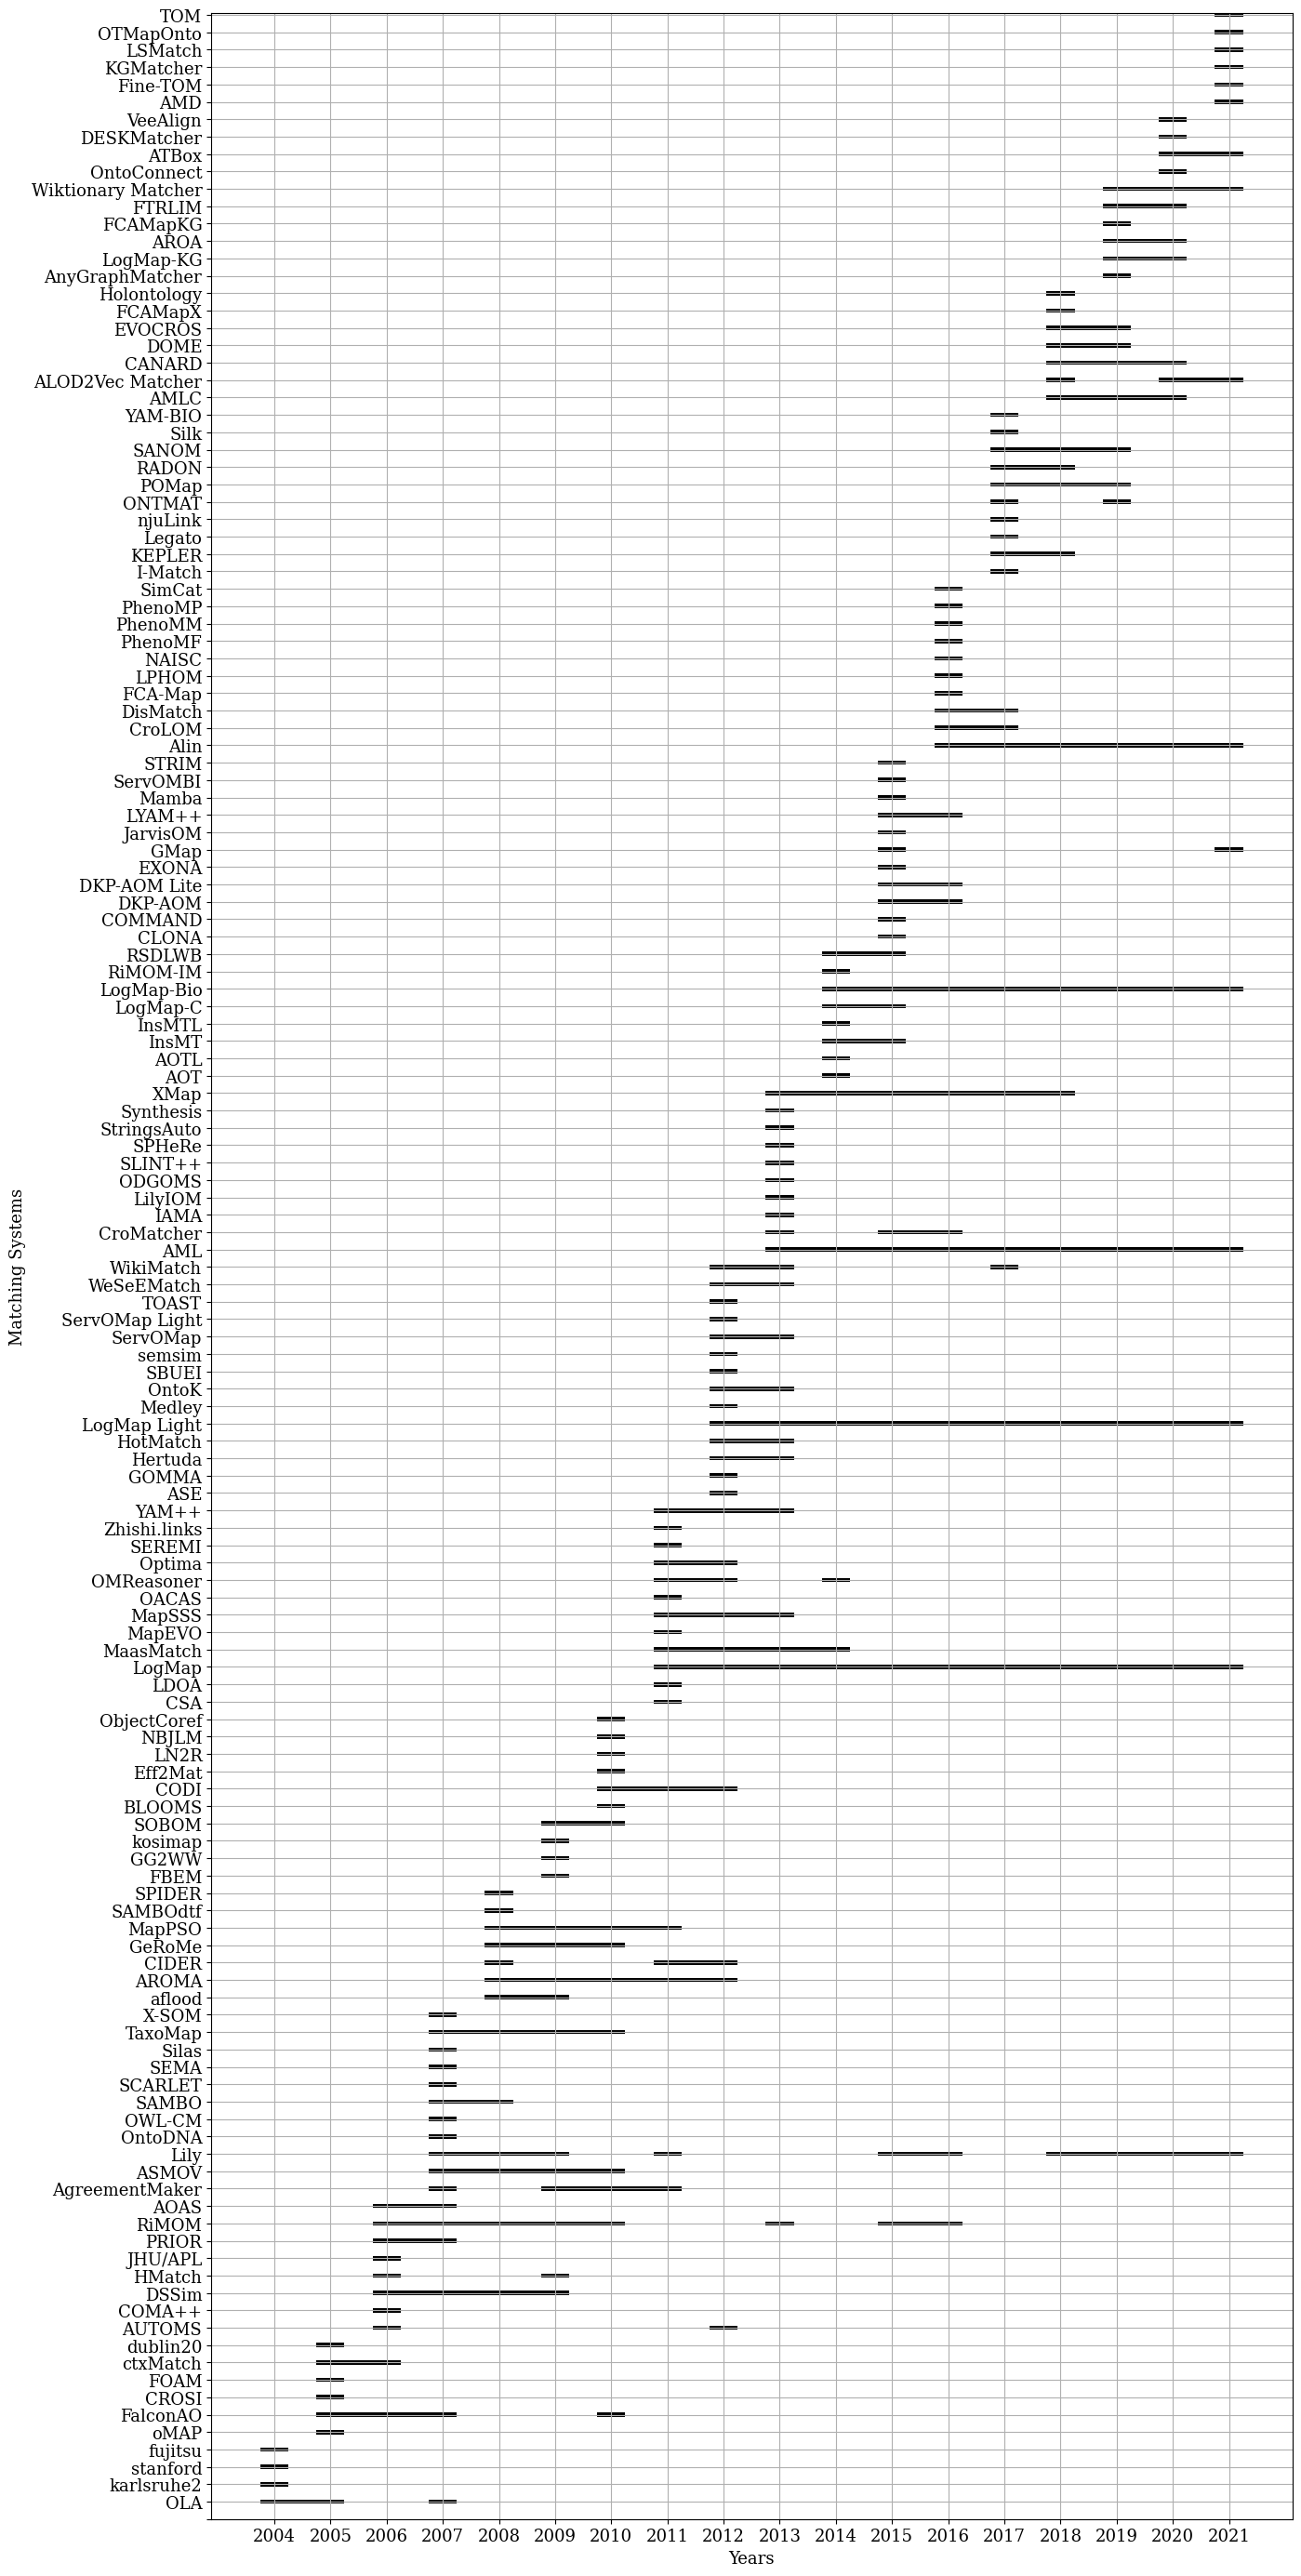 TOM
OTMapOnto
LSMatch
KGMatcher
Fine-TOM
AMD
VeeAlign
DESKMatcher
ATBox
OntoConnect
Wiktionary Matcher
FTRLIM
FCAMapKG
AROA
LogMap-KG
AnyGraphMatcher
Holontology
FCAMapX
EVOCROS
DOME
CANARD
ALOD2Vec Matcher
AMLC
YAM-BIO
Silk
SANOM
RADON
POMap
ONTMAT
njuLink
Legato
KEPLER
I-Match
SimCat
PhenoMP
PhenoMM
PhenoMF
NAISC
LPHOM
FCA-Map
DisMatch
CroLOM
Alin
STRIM
ServOMBI
Mamba
LYAM++
JarvisOM
GMap
EXONA
DKP-AOM Lite
DKP-AOM
COMMAND
CLONA
RSDLWB
RiMOM-IM
LogMap-Bio
LogMap-C
InsMTL
InsMT
AOTL
AOT
XMap
Synthesis
StringsAuto
SPHeRe
SLINT++
ODGOMS
LilyIOM
IAMA
CroMatcher
AML
WikiMatch
WeSeEMatch
TOAST
ServOMap Light
ServOMap
semsim
SBUEI
OntoK
Medley
LogMap Light
HotMatch
Hertuda
GOMMA
ASE
YAM++
Zhishi.links
SEREMI
Optima
OMReasoner
OACAS
MapSSS
MapEVO
MaasMatch
LogMap
LDOA
CSA
ObjectCoref
NBJLM
LN2R
Eff2Mat
CODI
BLOOMS
SOBOM
kosimap
GG2WW
FBEM
SPIDER
SAMBOdtf
MapPSO
GeRoMe
CIDER
AROMA
aflood
X-SOM
TaxoMap
Silas
SEMA
SCARLET
SAMBO
OWL-CM
OntoDNA
Lily
ASMOV
AgreementMaker
AOAS
RiMOM
PRIOR
JHU/APL
HMatch
DSSim
COMA++
AUTOMS
dublin20
ctxMatch
FOAM
CROSI
FalconAO
oMAP
fujitsu
stanford
karlsruhe2
OLA
Matching Systems
2004 2005 2006 2007 2008 2009 2010 2011 2012 2013 2014 2015 2016 2017 2018 2019 2020 2021
Years